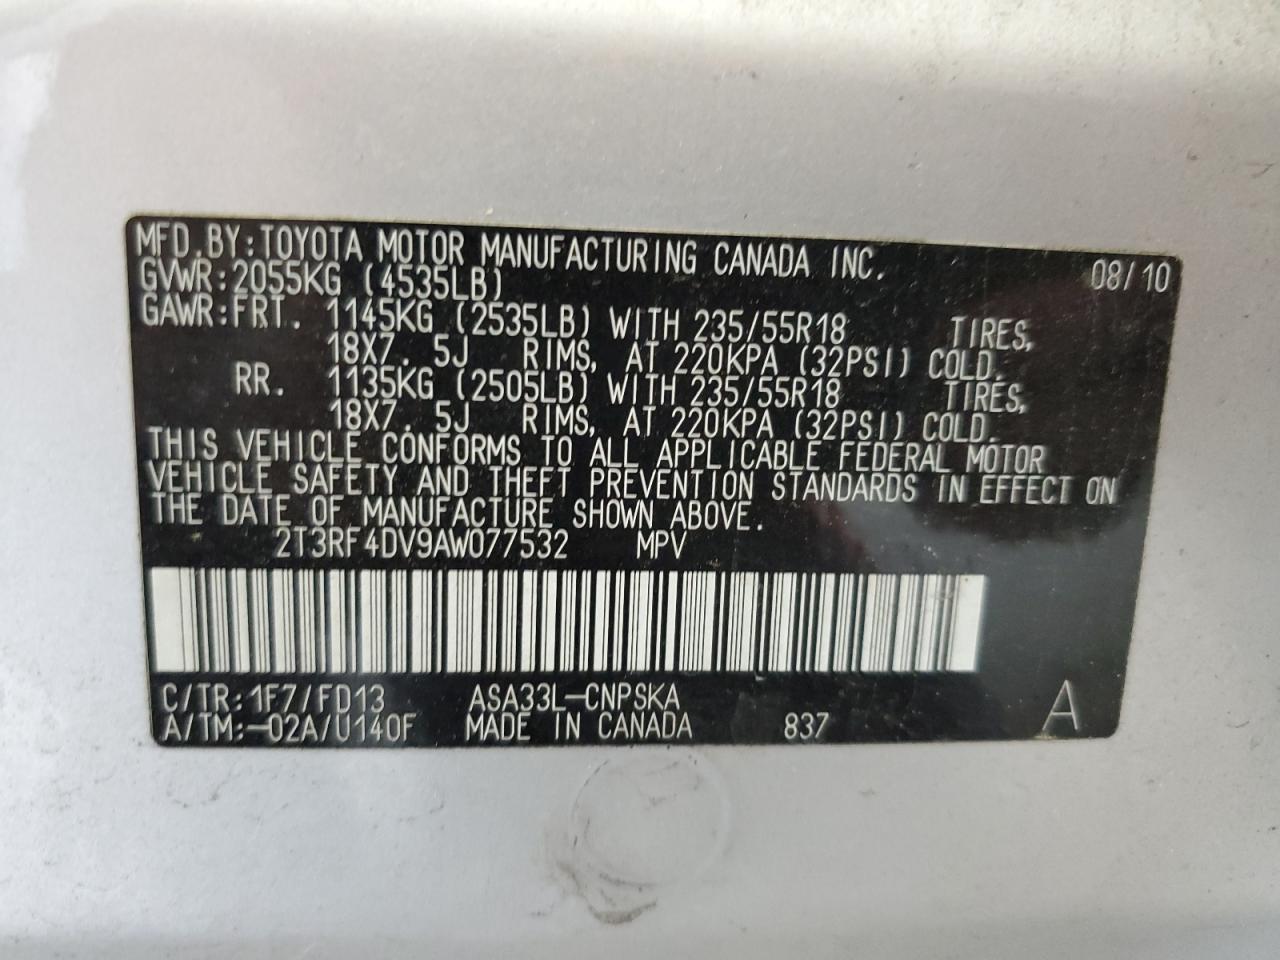 MFD.BY:TOYOTA MOTOR MANUFACTURING CANADA INC. 08/10
GVWR:2055KG (4535LB)
GAWR:FRT. 1145KG (2535LB) WITH 235/55R18 TIRES,
18X7.5J RIMS, AT 220KPA (32PSI) COLD.
RR. 1135KG (2505LB) WITH 235/55R18 TIRES,
18X7.5J RIMS, AT 220KPA (32PSI) COLD.
THIS VEHICLE CONFORMS TO ALL APPLICABLE FEDERAL MOTOR
VEHICLE SAFETY AND THEFT PREVENTION STANDARDS IN EFFECT ON
THE DATE OF MANUFACTURE SHOWN ABOVE.
2T3RF4DV9AW077532 MPV
C/TR:1F7/FD13 ASA33L-CNPSKA
A/TM:-02A/U140F MADE IN CANADA 837 A